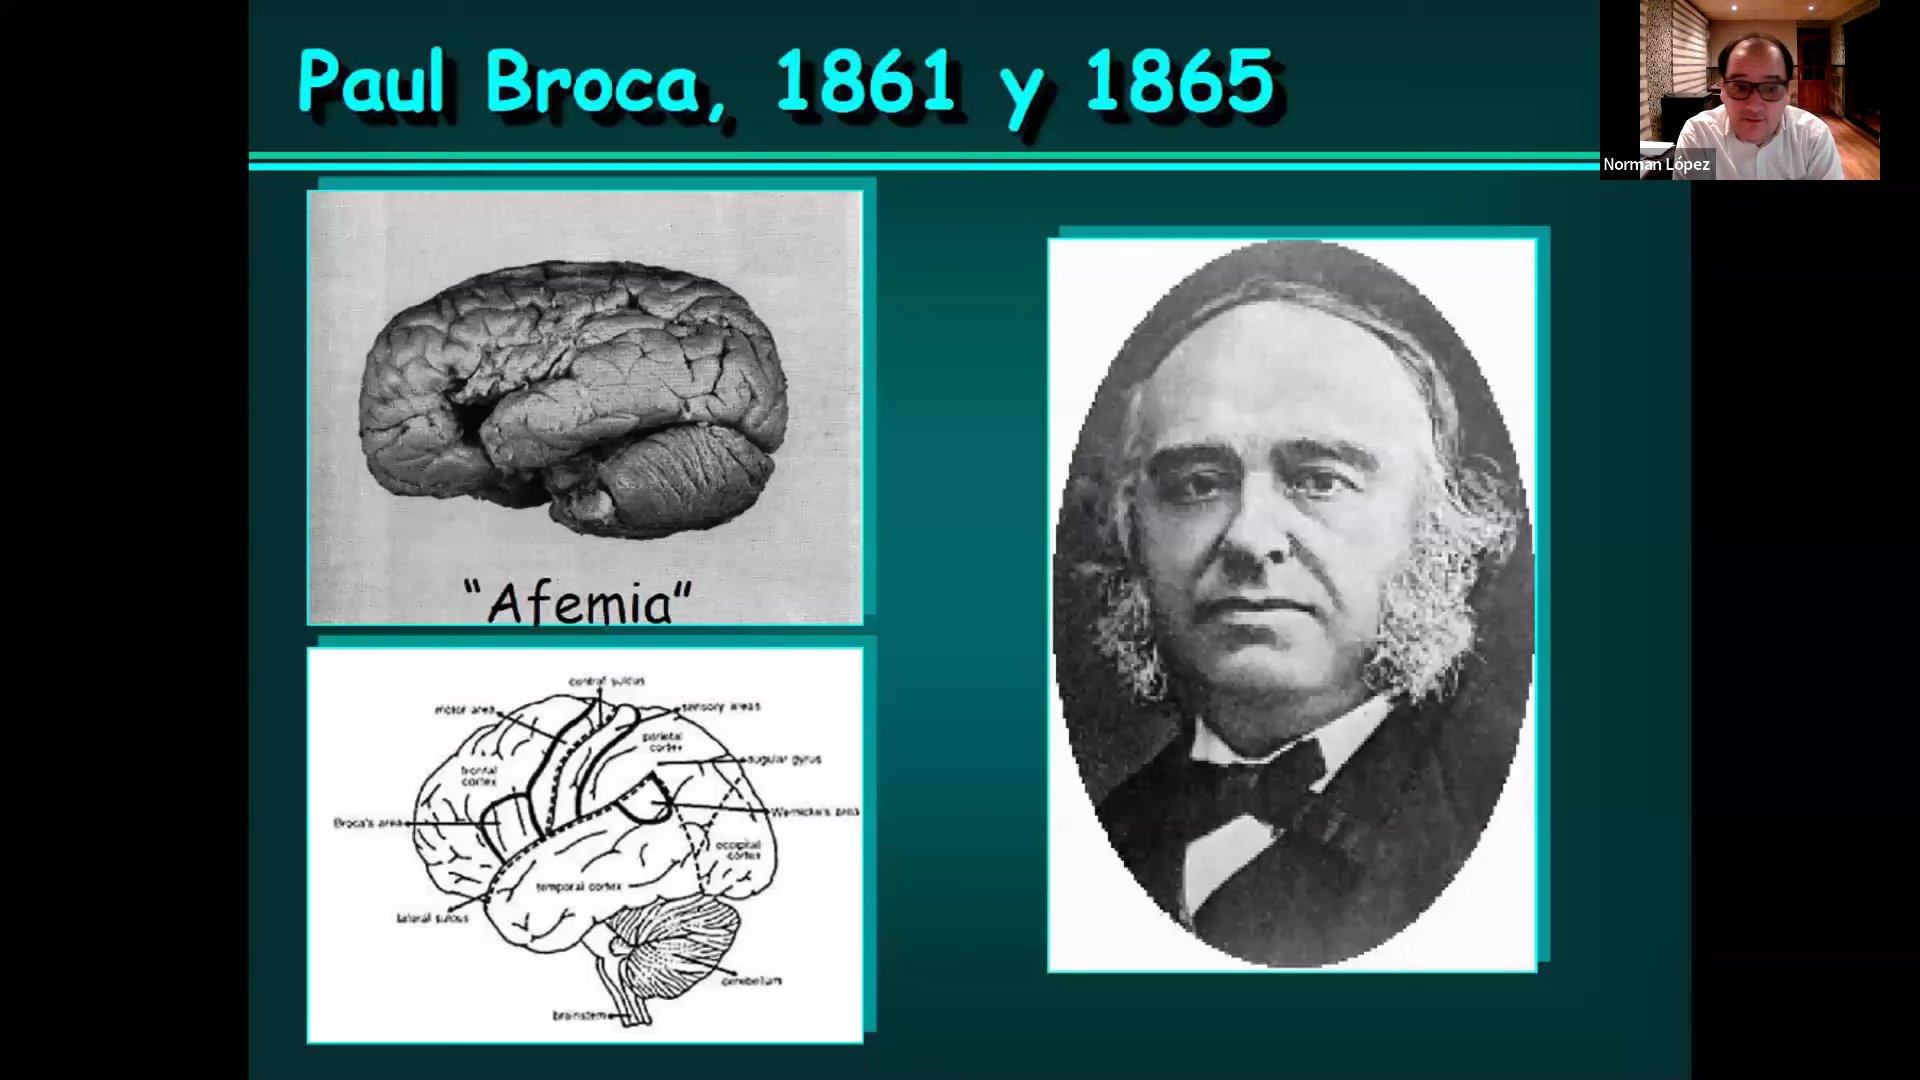 Paul Broca, 1861 y 1865
Norman López
“Afemia”
central sulcus
motor area
sensory areas
parietal
cortex
frontal
cortex
angular gyrus
Broca's area
Wernicke's area
occipital
cortex
temporal cortex
lateral sulcus
cerebellum
brainstem